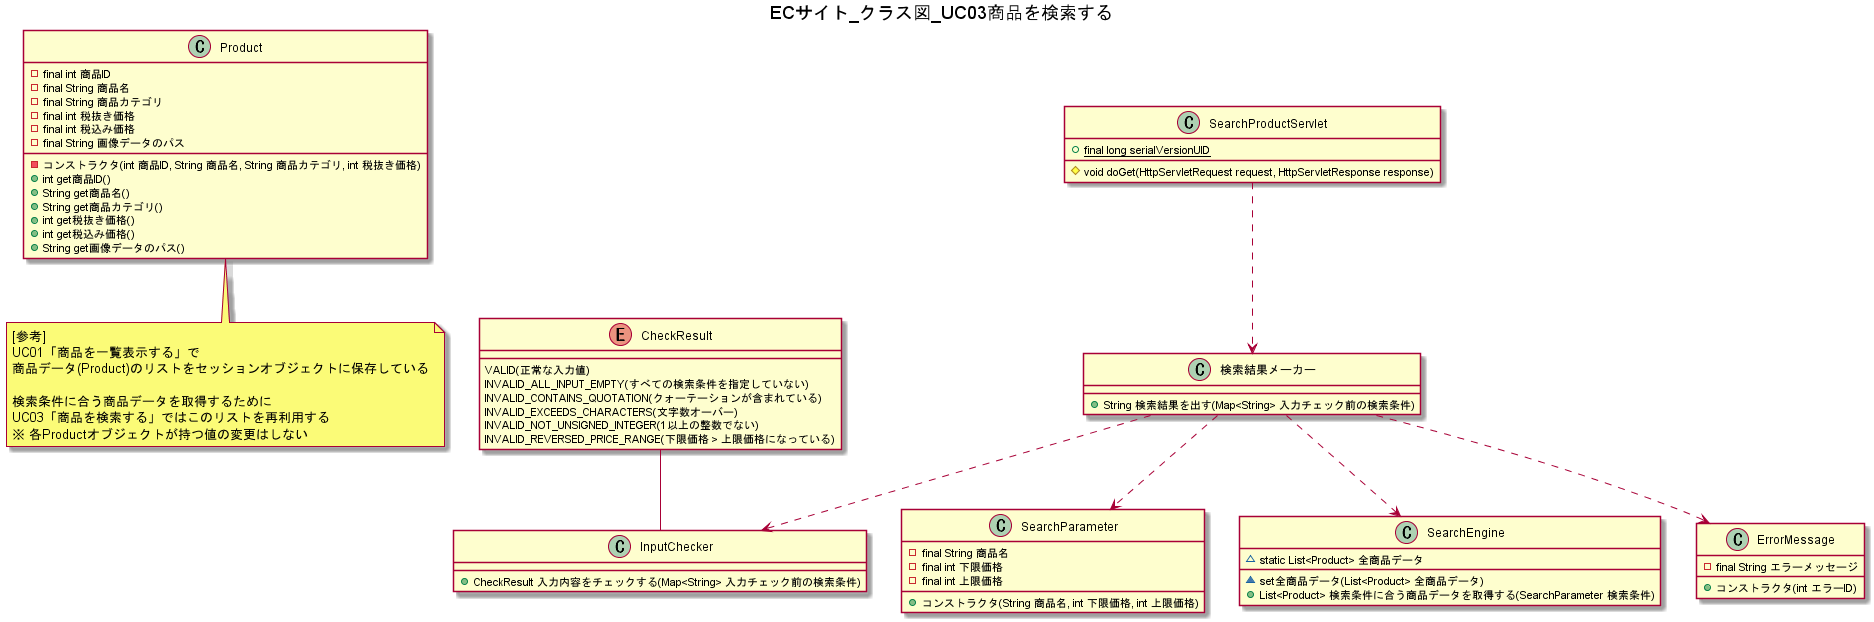 ECサイト_クラス図_UC03商品を検索する
C Product
final int 商品ID
final String 商品名
final String 商品カテゴリ
final int 税抜き価格
final int 税込み価格
final String 画像データのパス
コンストラクタ(int 商品ID, String 商品名, String 商品カテゴリ, int 税抜き価格)
int get商品ID()
String get商品名()
String get商品カテゴリ()
int get税抜き価格()
int get税込み価格()
String get画像データのパス()
[参考]
UC01「商品を一覧表示する」で
商品データ(Product)のリストをセッションオブジェクトに保存している
検索条件に合う商品データを取得するために
UC03「商品を検索する」ではこのリストを再利用する
※ 各Productオブジェクトが持つ値の変更はしない
E CheckResult
VALID(正常な入力値)
INVALID_ALL_INPUT_EMPTY(すべての検索条件を指定していない)
INVALID_CONTAINS_QUOTATION(クォーテーションが含まれている)
INVALID_EXCEEDS_CHARACTERS(文字数オーバー)
INVALID_NOT_UNSIGNED_INTEGER(1以上の整数でない)
INVALID_REVERSED_PRICE_RANGE(下限価格 > 上限価格になっている)
C SearchProductServlet
final long serialVersionUID
void doGet(HttpServletRequest request, HttpServletResponse response)
C 検索結果メーカー
String 検索結果を出す(Map<String> 入力チェック前の検索条件)
C InputChecker
CheckResult 入力内容をチェックする(Map<String> 入力チェック前の検索条件)
C SearchParameter
final String 商品名
final int 下限価格
final int 上限価格
コンストラクタ(String 商品名, int 下限価格, int 上限価格)
C SearchEngine
static List<Product> 全商品データ
set全商品データ(List<Product> 全商品データ)
List<Product> 検索条件に合う商品データを取得する(SearchParameter 検索条件)
C ErrorMessage
final String エラーメッセージ
コンストラクタ(int エラーID)